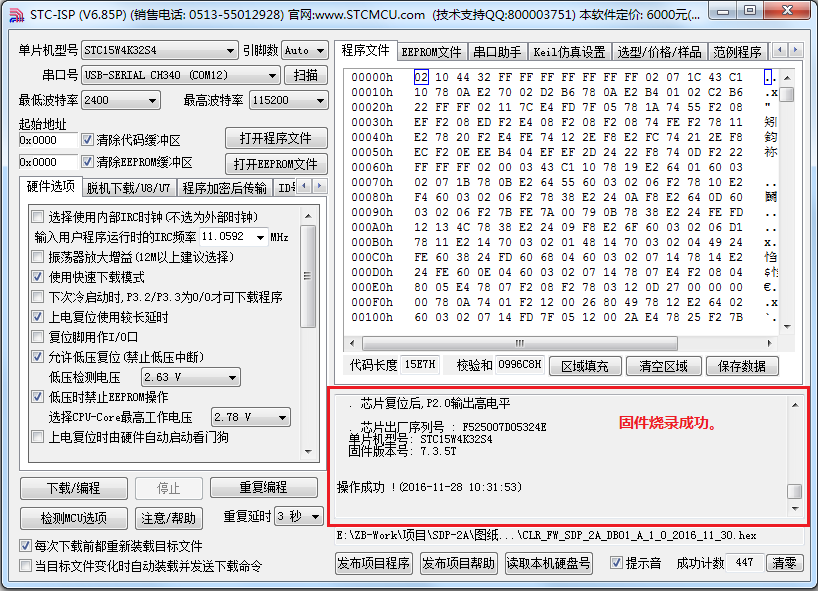 STC-ISP (V6.85P) (销售电话: 0513-55012928) 官网:www.STCMCU.com (技术支持QQ:800003751) 本软件定价: 6000元(...
单片机型号 STC15W4K32S4 引脚数 Auto
串口号 USB-SERIAL CH340 (COM12) 扫描
最低波特率 2400 最高波特率 115200
起始地址
0x0000 清除代码缓冲区 打开程序文件
0x0000 清除EEPROM缓冲区 打开EEPROM文件
硬件选项 脱机下载/U8/U7 程序加密后传输
选择使用内部IRC时钟(不选为外部时钟)
输入用户程序运行时的IRC频率 11.0592 MHz
振荡器放大增益(12M以上建议选择)
使用快速下载模式
下次冷启动时,P3.2/P3.3为0/0才可下载程序
上电复位使用较长延时
复位脚用作I/O口
允许低压复位(禁止低压中断)
低压检测电压 2.63 V
低压时禁止EEPROM操作
选择CPU-Core最高工作电压 2.78 V
上电复位时由硬件自动启动看门狗
下载/编程 停止 重复编程
检测MCU选项 注意/帮助 重复延时 3 秒
每次下载前都重新装载目标文件
当目标文件变化时自动装载并发送下载命令
程序文件 EEPROM文件 串口助手 Keil仿真设置 选型/价格/样品 范例程序
00000h 02 10 44 32 FF FF FF FF FF FF FF 02 07 1C 43 C1 ..
00010h 10 78 0A E2 70 02 D2 B6 78 0A E2 B4 01 02 C2 B6 .x
00020h 22 FFF FF 02 11 7C E4 FD 7F 05 78 1A 74 55 F2 08 "
00030h EF F2 08 ED F2 E4 08 F2 08 F2 08 74 FE F2 78 11
00040h E2 78 20 F2 E4 FE 74 12 2E F8 E2 FC 74 21 2E F8
00050h EC F2 0E EE B4 04 EF EF 2D 24 22 F8 74 0D F2 22
00060h FF FF FF 02 00 03 43 C1 10 78 19 E2 64 01 60 03
00070h 02 07 1B 78 0B E2 64 55 60 03 02 06 F2 78 10 E2
00080h F4 60 03 02 06 F2 78 38 E2 24 0A F8 E2 64 0D 60
00090h 03 02 06 F2 7B FE 7A 00 79 0B 78 38 E2 24 FE FD
000A0h 12 13 4C 78 38 E2 24 09 F8 E2 6F 60 03 02 06 D1
000B0h 78 11 E2 14 70 03 02 01 48 14 70 03 02 04 49 24 x.
000C0h FE 60 38 24 FD 60 68 04 60 03 02 07 14 78 14 E2
000D0h 24 FE 60 0E 04 60 03 02 07 14 78 07 E4 F2 08 04
000E0h 80 05 E4 78 07 F2 08 F2 78 03 12 0D 27 00 00 00 €.
000F0h 00 78 0A 74 01 F2 12 00 26 80 49 78 12 E2 64 02 .x
00100h 60 03 02 07 14 FD 7F 05 12 00 2A E4 78 25 F2 7B `.
代码长度 15E7H 校验和 0996C8H 区域填充 清空区域 保存数据
. 芯片复位后,P2.0输出高电平
. 芯片出厂序列号 : F525007D05324E
单片机型号: STC15W4K32S4
固件版本号: 7.3.5T
操作成功 !(2016-11-28 10:31:53)
固件烧录成功。
E:\ZB-Work\项目\SDP-2A\图纸...\CLR_FW_SDP_2A_DB01_A_1_0_2016_11_30.hex
发布项目程序 发布项目帮助 读取本机硬盘号 提示音 成功计数 447 清零